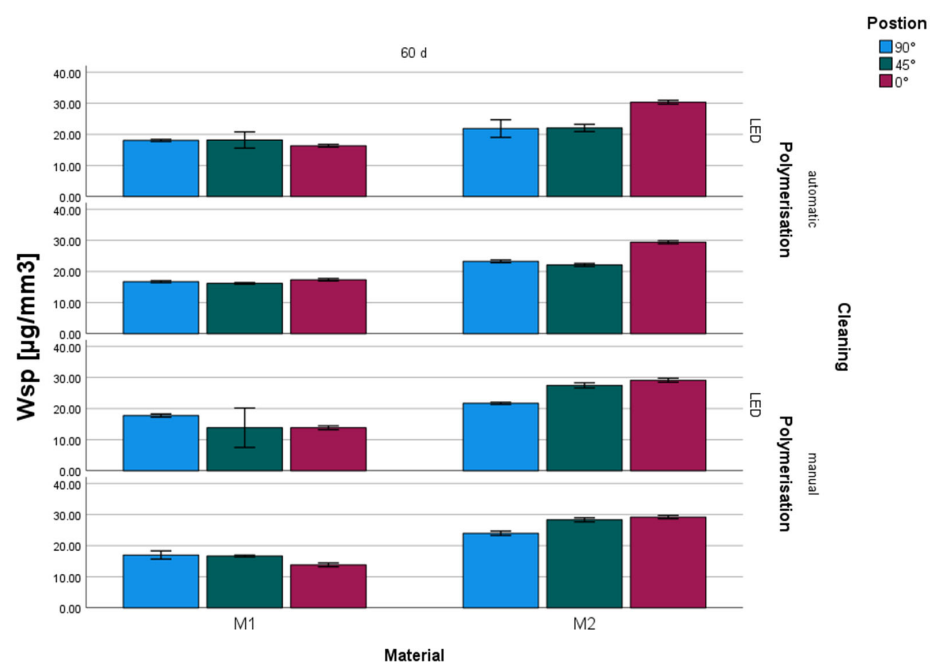 Postion
90°
45°
0°
60 d
40.00
30.00
20.00
10.00
0.00
LED
Polymerisation
automatic
40.00
30.00
20.00
10.00
0.00
Wsp [µg/mm3]
Cleaning
40.00
30.00
20.00
10.00
0.00
LED
Polymerisation
manual
40.00
30.00
20.00
10.00
0.00
M1 M2
Material